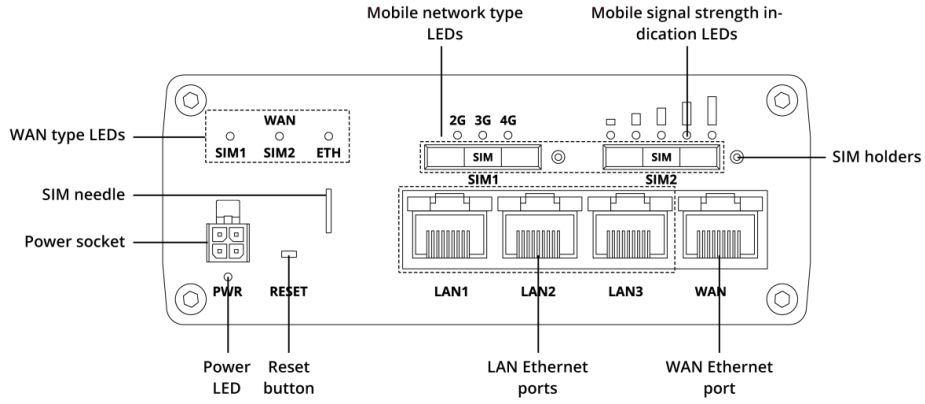 Mobile network type
LEDs
Mobile signal strength in-
dication LEDs
WAN type LEDs
WAN
SIM1 SIM2 ETH
2G 3G 4G
SIM
SIM
SIM holders
SIM1
SIM2
SIM needle
Power socket
PWR
RESET
LAN1
LAN2
LAN3
WAN
Power
LED
Reset
button
LAN Ethernet
ports
WAN Ethernet
port